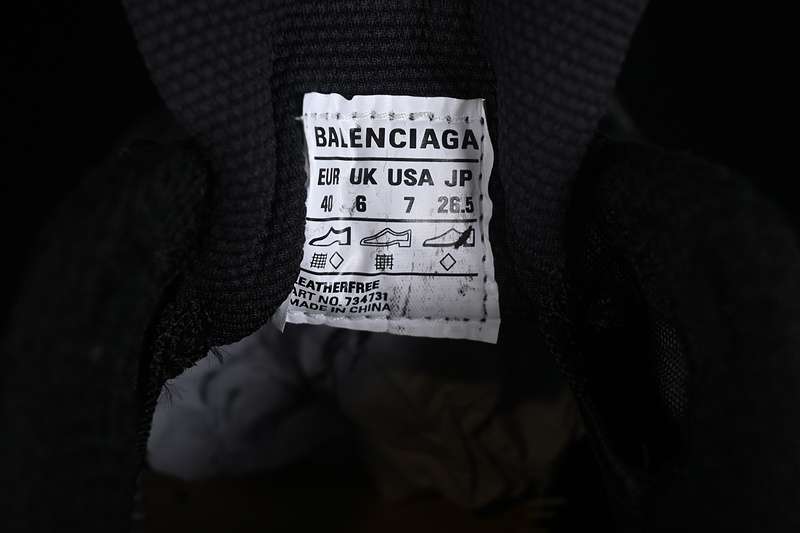 BALENCIAGA
EUR UK USA JP
40 6 7 26.5
LEATHERFREE
ART NO. 734731
MADE IN CHINA